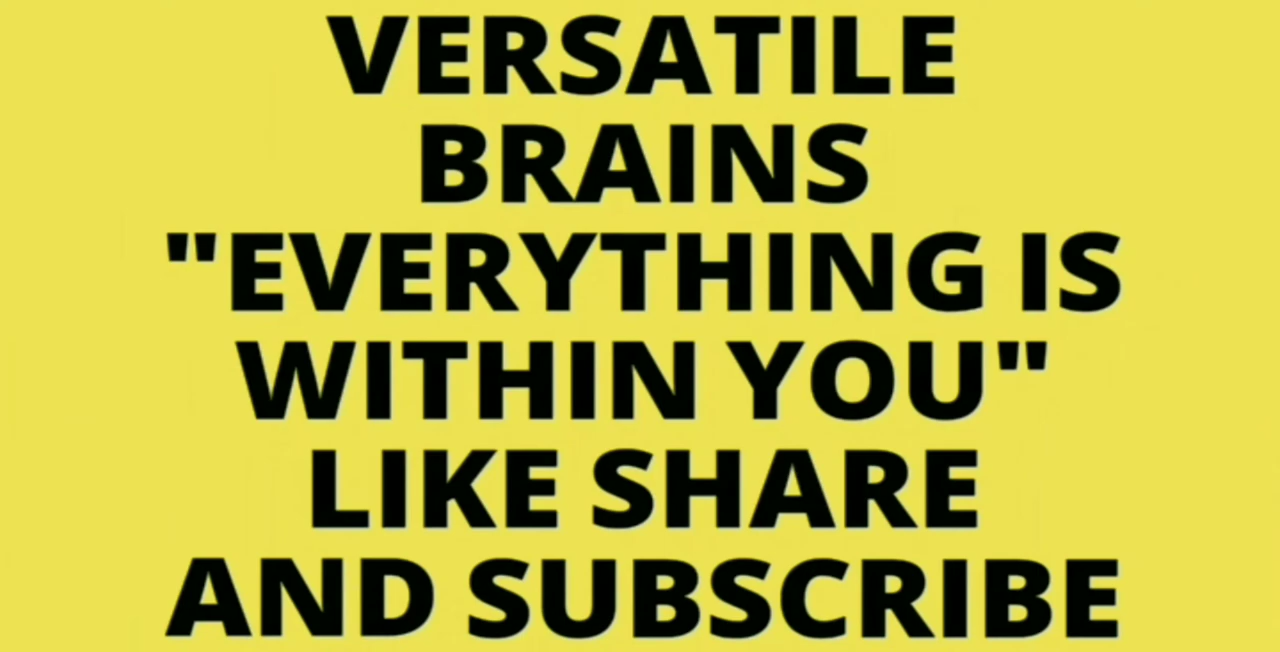 VERSATILE
BRAINS
"EVERYTHING IS
WITHIN YOU"
LIKE SHARE
AND SUBSCRIBE